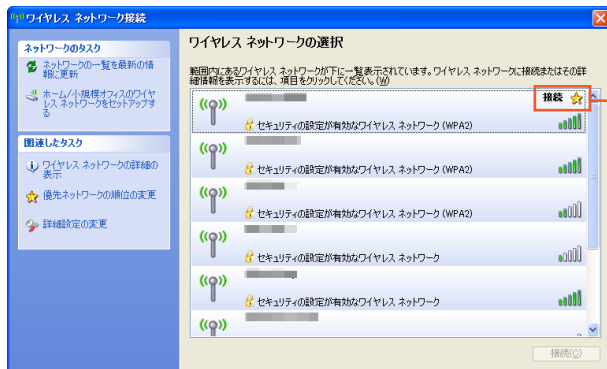 ワイヤレス ネットワーク接続
ネットワークのタスク
ネットワークの一覧を最新の情
報に更新
ホーム/小規模オフィスのワイヤ
レス ネットワークをセットアップす
る
関連したタスク
ワイヤレス ネットワークの詳細の
表示
優先ネットワークの順位の変更
詳細設定の変更
ワイヤレス ネットワークの選択
範囲内にあるワイヤレス ネットワークが下に一覧表示されています。ワイヤレス ネットワークに接続またはその詳
細情報を表示するには、項目をクリックしてください。(W)
接続
セキュリティの設定が有効なワイヤレス ネットワーク (WPA2)
セキュリティの設定が有効なワイヤレス ネットワーク (WPA2)
セキュリティの設定が有効なワイヤレス ネットワーク (WPA2)
セキュリティの設定が有効なワイヤレス ネットワーク
セキュリティの設定が有効なワイヤレス ネットワーク
接続(C)